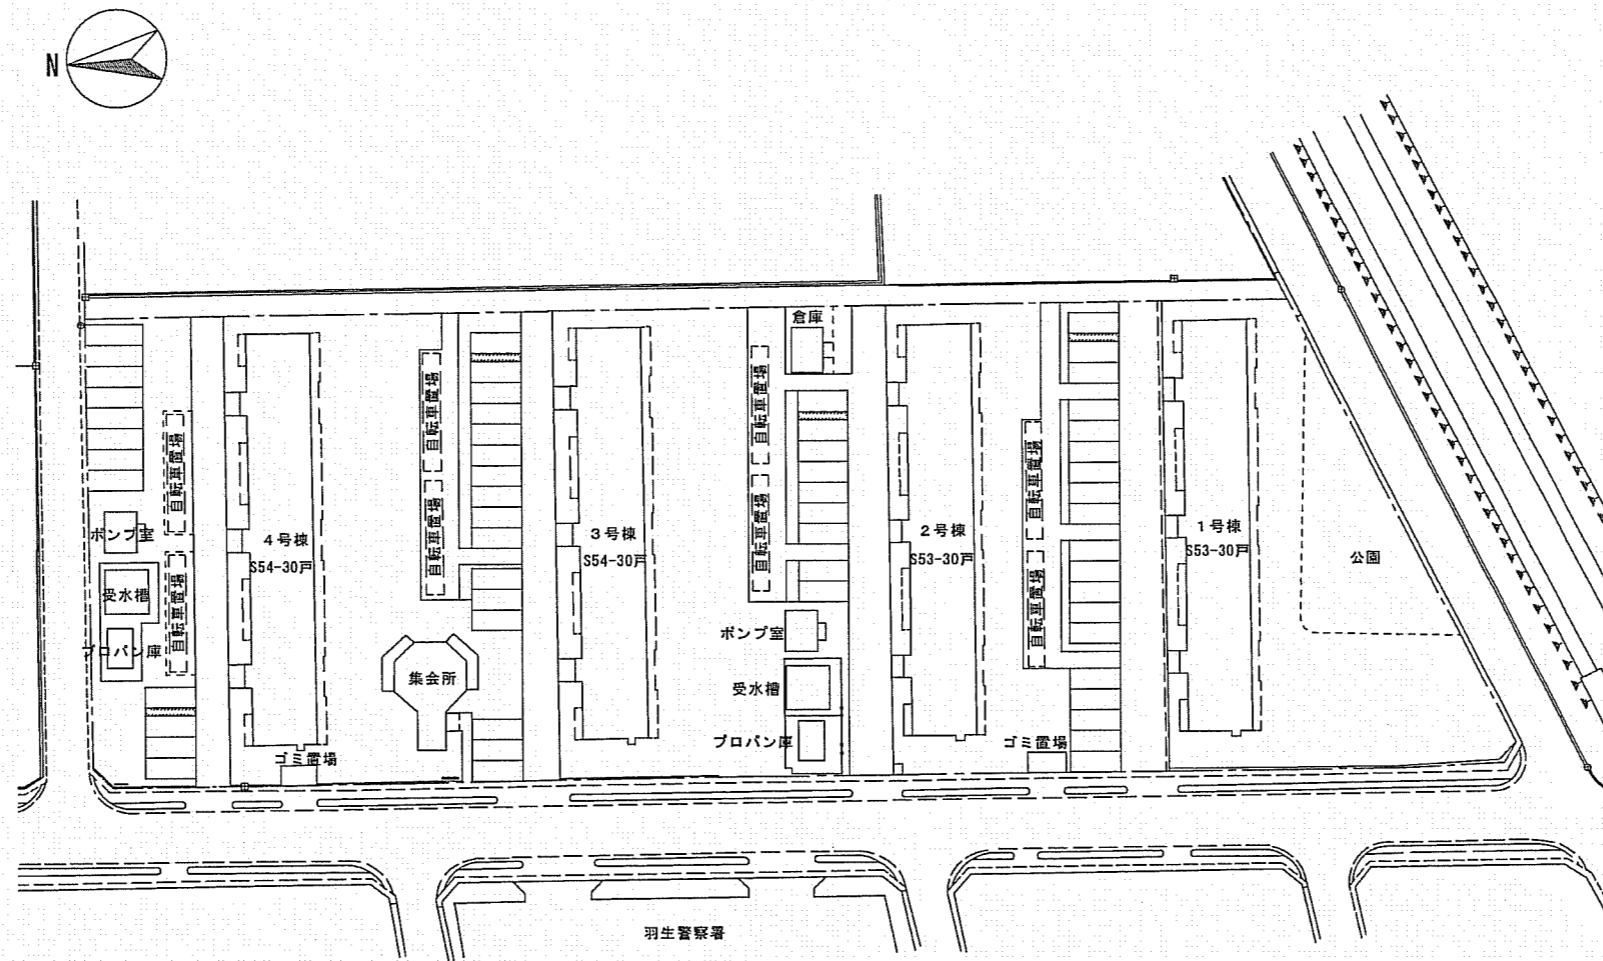 N
倉庫
自転車置場
自転車置場
自転車置場
自転車置場
自転車置場
自転車置場
自転車置場
自転車置場
ポンプ室
受水槽
プロパン庫
4号棟
S54-30戸
3号棟
S54-30戸
2号棟
S53-30戸
1号棟
S53-30戸
公園
集会所
ポンプ室
受水槽
プロパン庫
ゴミ置場
ゴミ置場
羽生警察署